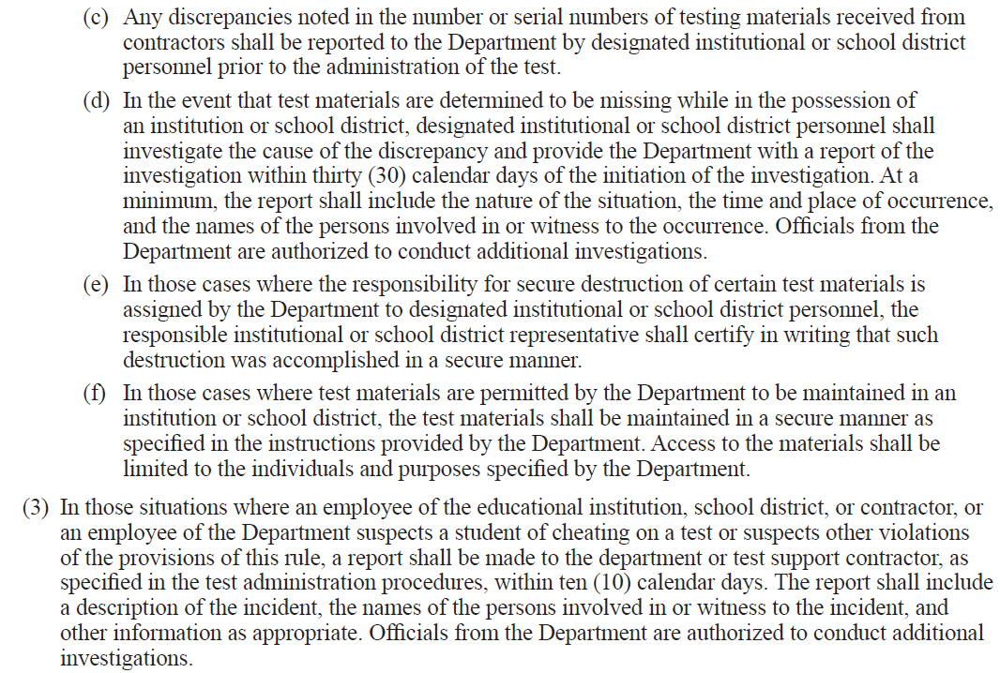 (c) Any discrepancies noted in the number or serial numbers of testing materials received from
contractors shall be reported to the Department by designated institutional or school district
personnel prior to the administration of the test.
(d) In the event that test materials are determined to be missing while in the possession of
an institution or school district, designated institutional or school district personnel shall
investigate the cause of the discrepancy and provide the Department with a report of the
investigation within thirty (30) calendar days of the initiation of the investigation. At a
minimum, the report shall include the nature of the situation, the time and place of occurrence,
and the names of the persons involved in or witness to the occurrence. Officials from the
Department are authorized to conduct additional investigations.
(e) In those cases where the responsibility for secure destruction of certain test materials is
assigned by the Department to designated institutional or school district personnel, the
responsible institutional or school district representative shall certify in writing that such
destruction was accomplished in a secure manner.
(f) In those cases where test materials are permitted by the Department to be maintained in an
institution or school district, the test materials shall be maintained in a secure manner as
specified in the instructions provided by the Department. Access to the materials shall be
limited to the individuals and purposes specified by the Department.
(3) In those situations where an employee of the educational institution, school district, or contractor, or
an employee of the Department suspects a student of cheating on a test or suspects other violations
of the provisions of this rule, a report shall be made to the department or test support contractor, as
specified in the test administration procedures, within ten (10) calendar days. The report shall include
a description of the incident, the names of the persons involved in or witness to the incident, and
other information as appropriate. Officials from the Department are authorized to conduct additional
investigations.